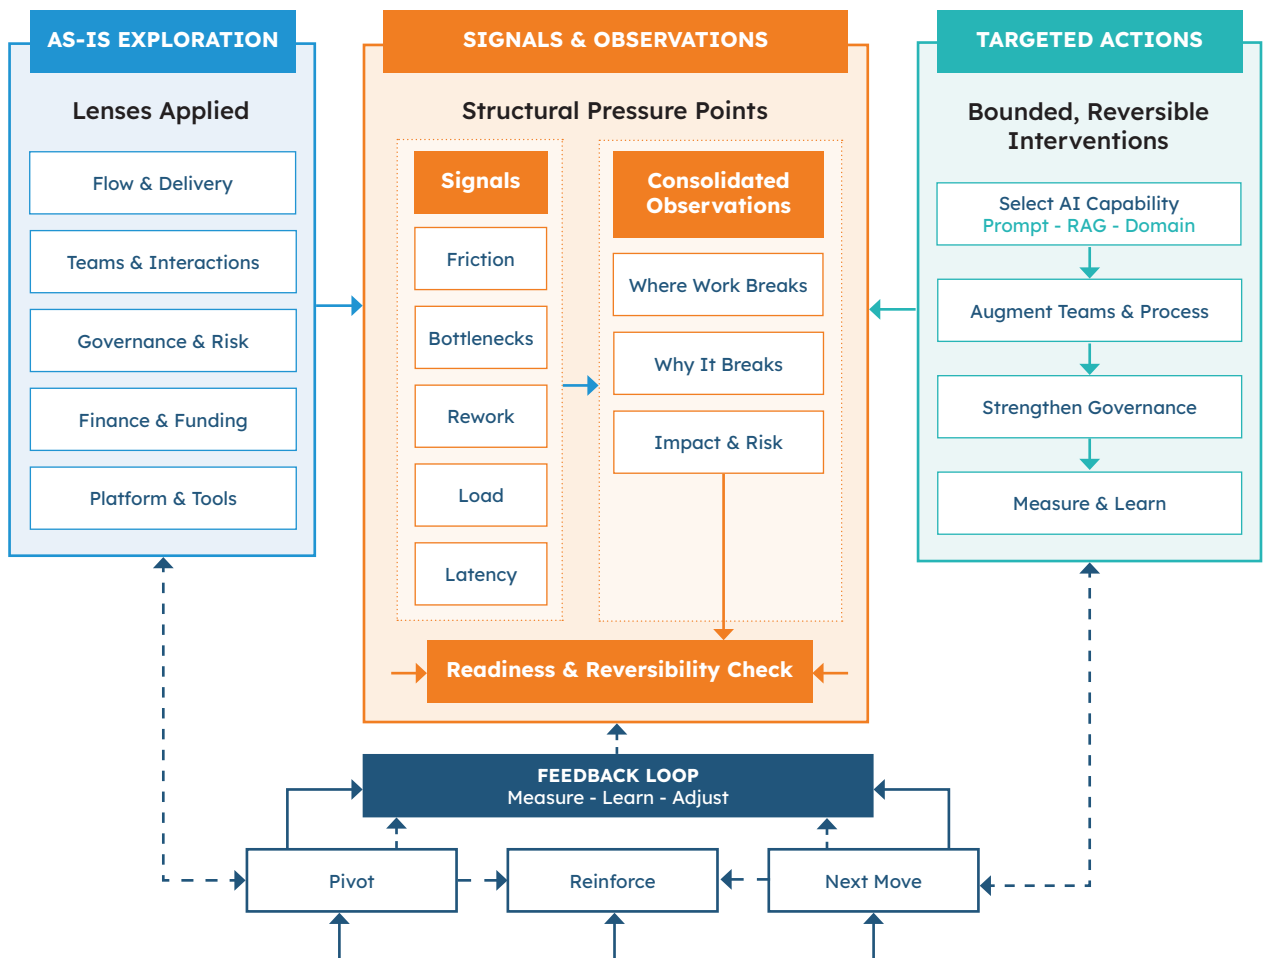 AS-IS EXPLORATION
Lenses Applied
Flow & Delivery
Teams & Interactions
Governance & Risk
Finance & Funding
Platform & Tools
SIGNALS & OBSERVATIONS
Structural Pressure Points
Signals
Friction
Bottlenecks
Rework
Load
Latency
Consolidated
Observations
Where Work Breaks
Why It Breaks
Impact & Risk
Readiness & Reversibility Check
TARGETED ACTIONS
Bounded, Reversible
Interventions
Select AI Capability
Prompt - RAG - Domain
Augment Teams & Process
Strengthen Governance
Measure & Learn
FEEDBACK LOOP
Measure - Learn - Adjust
Pivot
Reinforce
Next Move